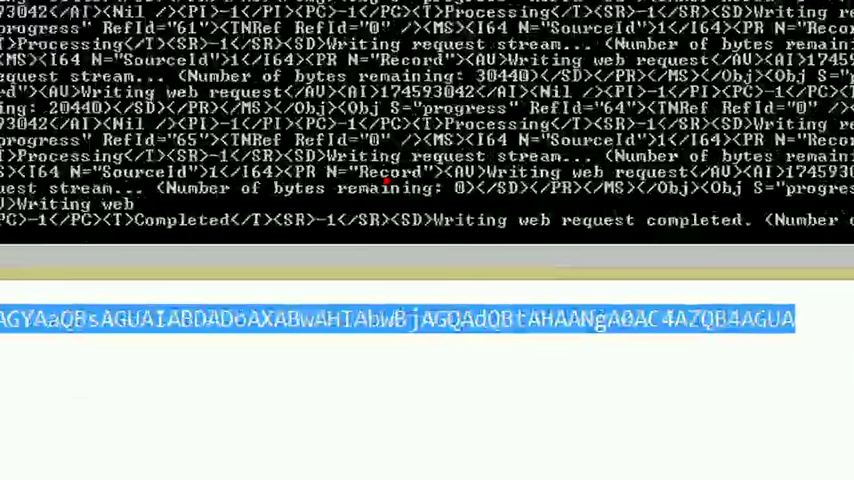 93042</AI><Nil /><PI>-1</PI><PC>-1</PC><T>Processing</T><SR>-1</SR><SD>Writing re
progress" RefId="61"><TNRef RefId="0" /><MS><I64 N="SourceId">1</I64><PR N="Recor
T>Processing</T><SR>-1</SR><SD>Writing request stream... (Number of bytes remain
MS><I64 N="SourceId">1</I64><PR N="Record"><AV>Writing web request</AV><AI>17459
equest stream... (Number of bytes remaining: 30440)</SD></PR></MS></Obj><Obj S="
rd"><AV>Writing web request</AV><AI>174593042</AI><Nil /><PI>-1</PI><PC>-1</PC><
ing: 20440)</SD></PR></MS></Obj><Obj S="progress" RefId="64"><TNRef RefId="0" />
93042</AI><Nil /><PI>-1</PI><PC>-1</PC><T>Processing</T><SR>-1</SR><SD>Writing re
progress" RefId="65"><TNRef RefId="0" /><MS><I64 N="SourceId">1</I64><PR N="Recor
T>Processing</T><SR>-1</SR><SD>Writing request stream... (Number of bytes remain
S><I64 N="SourceId">1</I64><PR N="Record"><AV>Writing web request</AV><AI>174593
uest stream... (Number of bytes remaining: 0)</SD></PR></MS></Obj><Obj S="progres
V>Writing web
PC>-1</PC><T>Completed</T><SR>-1</SR><SD>Writing web request completed. (Number o
AGYAaQBsAGUAIABDADoAXABwAHIAbwBjAGQAdQBtAHAANgA0AC4AZQB4AGUA